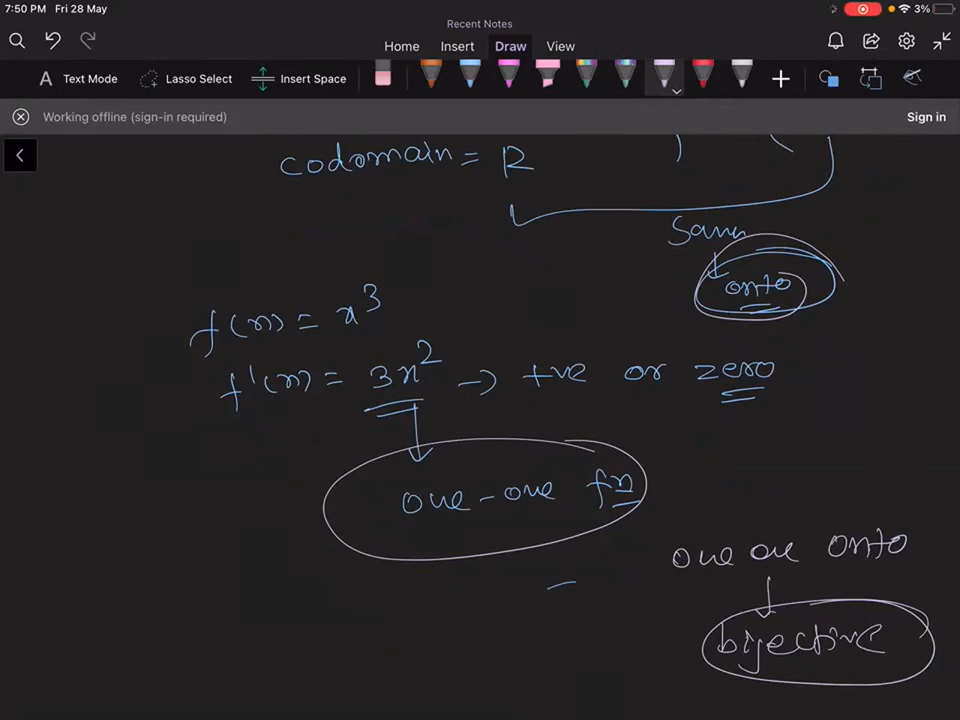 7:50 PM Fri 28 May
3%
Recent Notes
Home Insert Draw View
Text Mode Lasso Select Insert Space
Working offline (sign-in required) Sign in
codomain = R
Same
onto
f(x) = x³
f'(x) = 3x² → +ve or zero
one-one fn
one one onto
bijective